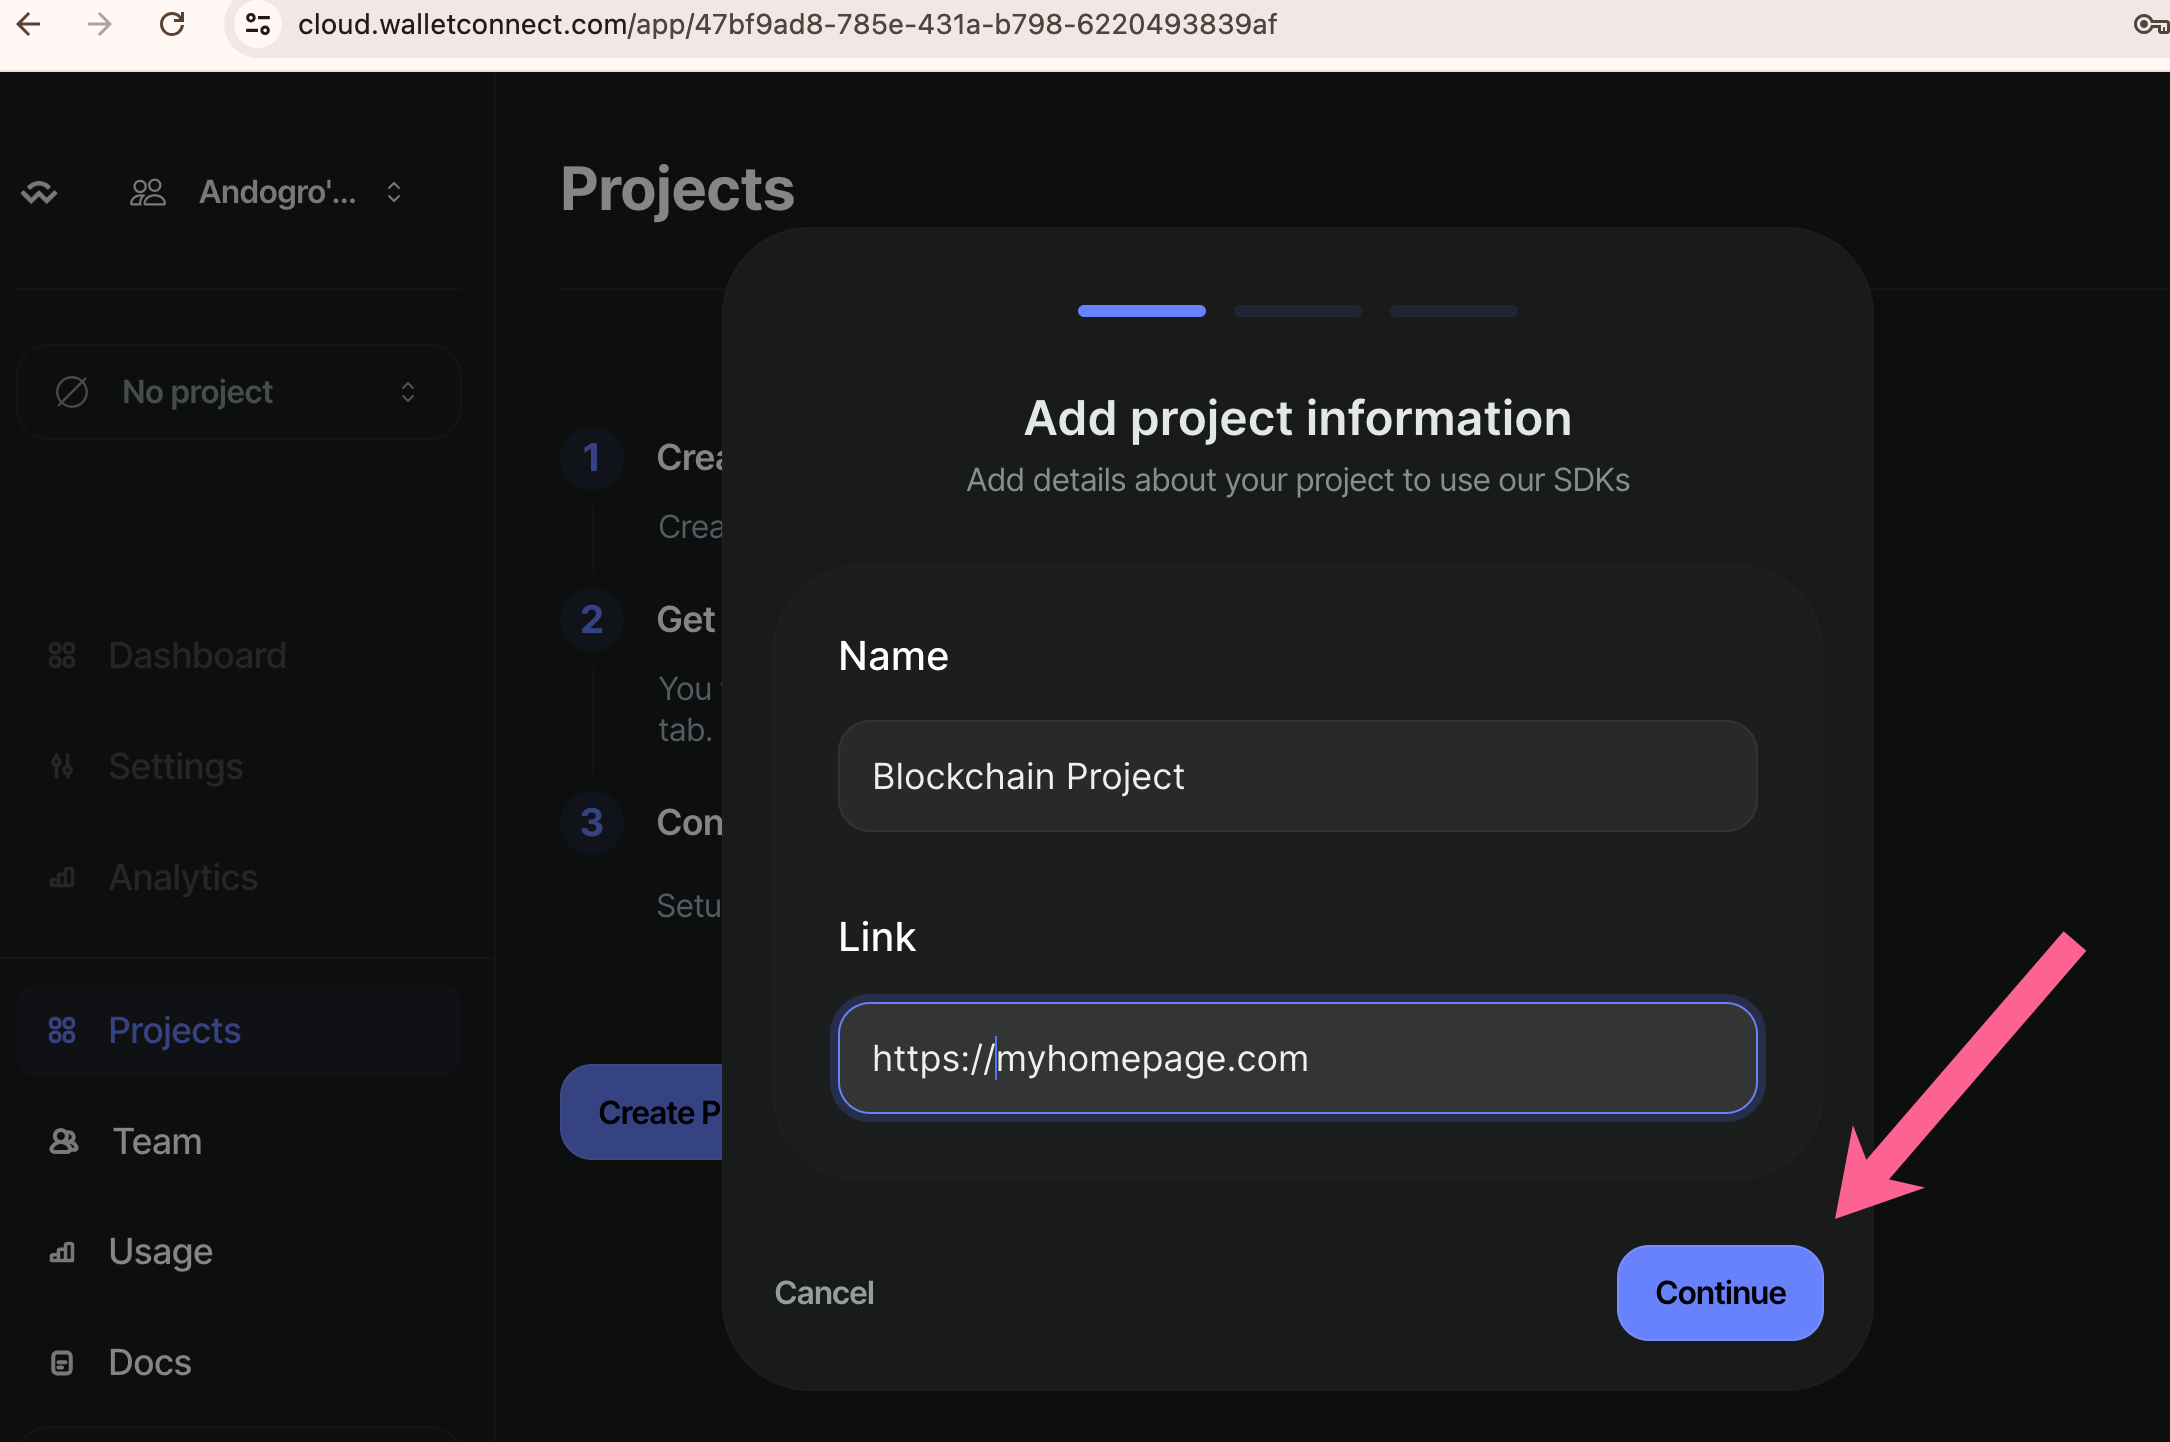 cloud.walletconnect.com/app/47bf9ad8-785e-431a-b798-6220493839af
Andogro'...
No project
Dashboard
Settings
Analytics
Projects
Team
Usage
Docs
Projects
1
Crea
Crea
2
Get
You
tab.
3
Con
Setu
Create P
Add project information
Add details about your project to use our SDKs
Name
Blockchain Project
Link
https://myhomepage.com
Cancel
Continue